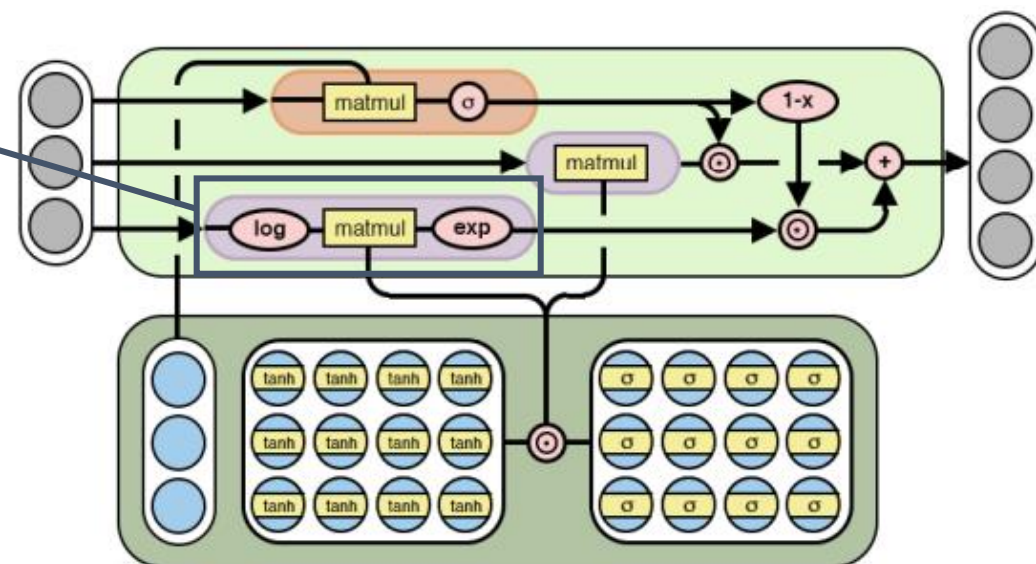 matmul σ 1-x
matmul ⊙ +
log matmul exp ⊙
tanh tanh tanh tanh σ σ σ σ
tanh tanh tanh tanh ⊙ σ σ σ σ
tanh tanh tanh tanh σ σ σ σ